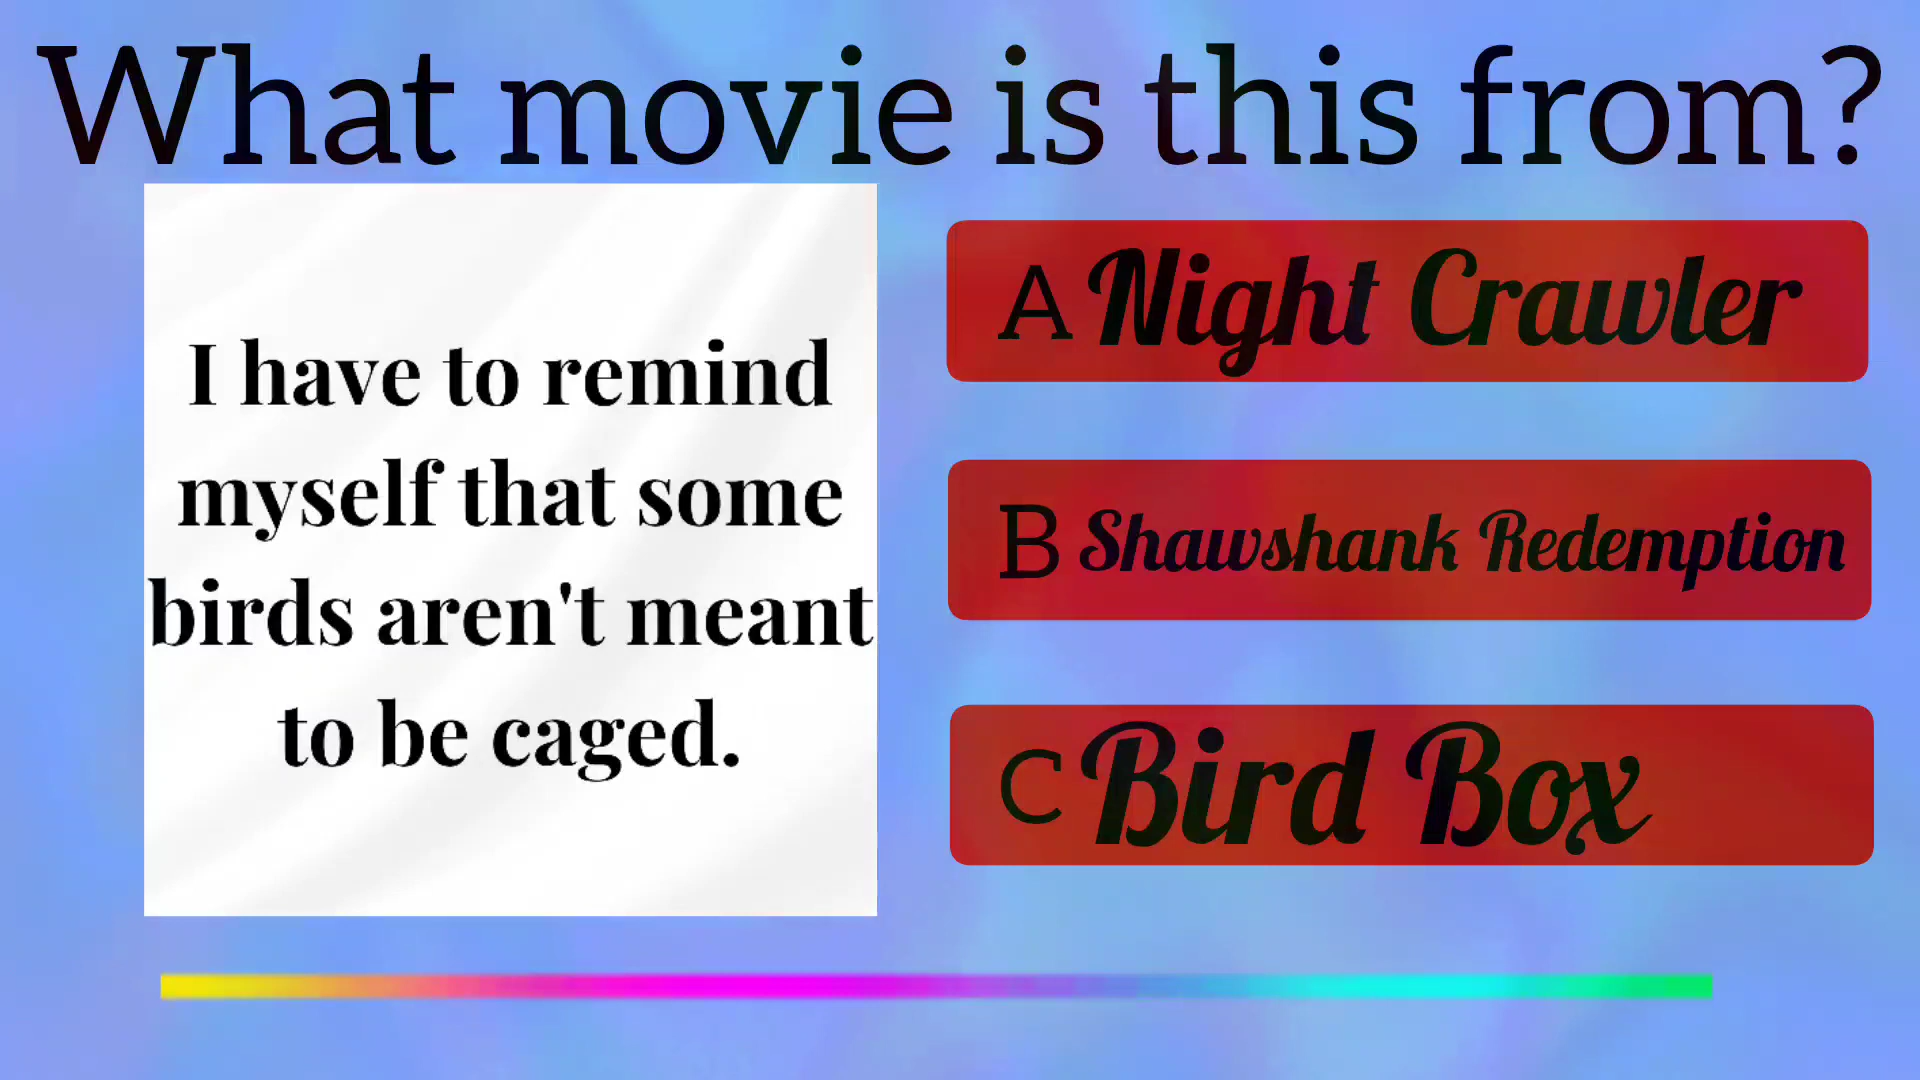 What movie is this from?
I have to remind
myself that some
birds aren't meant
to be caged.
A Night Crawler
B Shawshank Redemption
C Bird Box